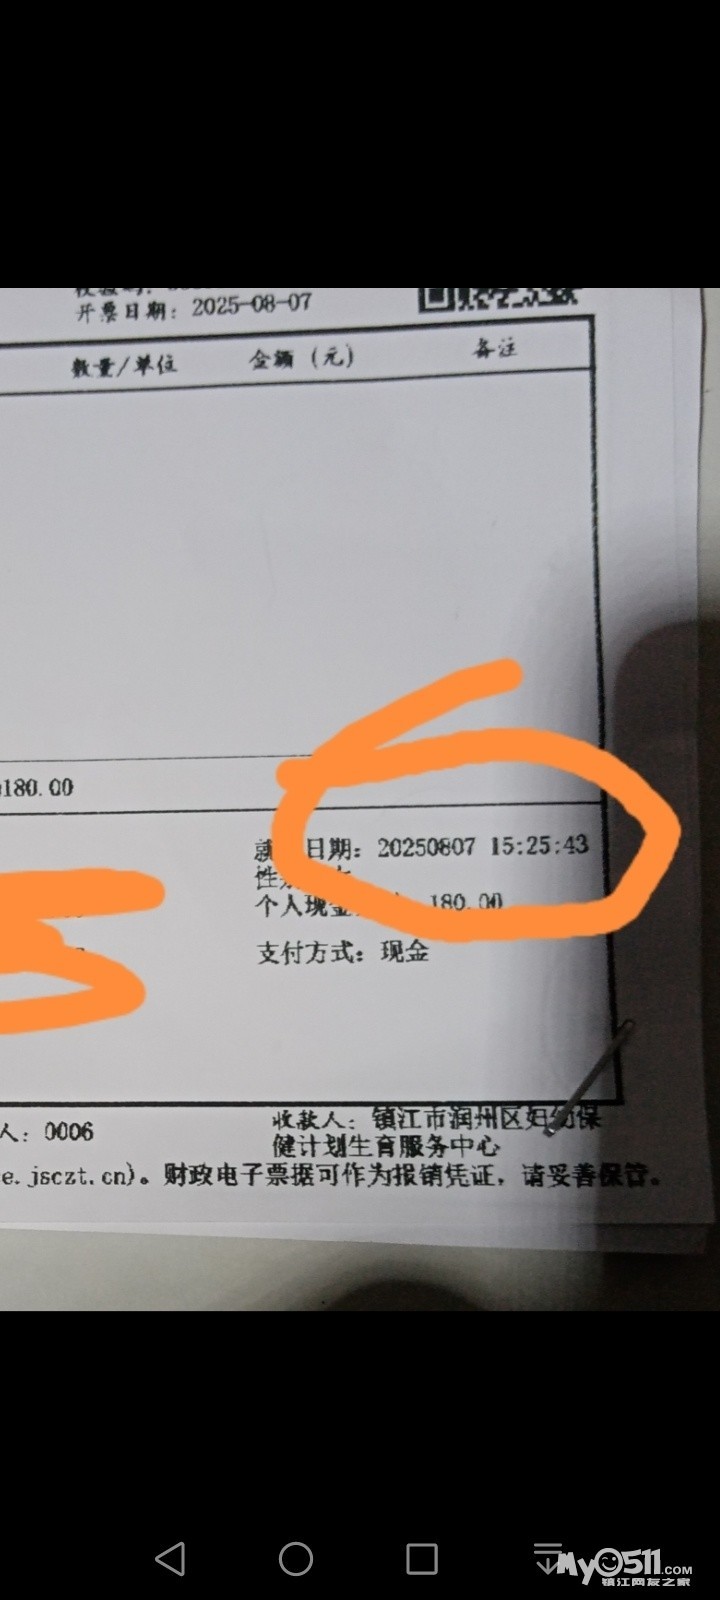 开票日期: 2025-08-07
数量/单位 金额(元) 备注
180.00
日期: 20250807 15:25:43
个人现金 180.00
支付方式: 现金
人: 0006 收款人: 镇江市润州区妇幼保
健计划生育服务中心
e.jsczt.cn)。财政电子票据可作为报销凭证，请妥善保管。
My0511.COM
镇江网友之家